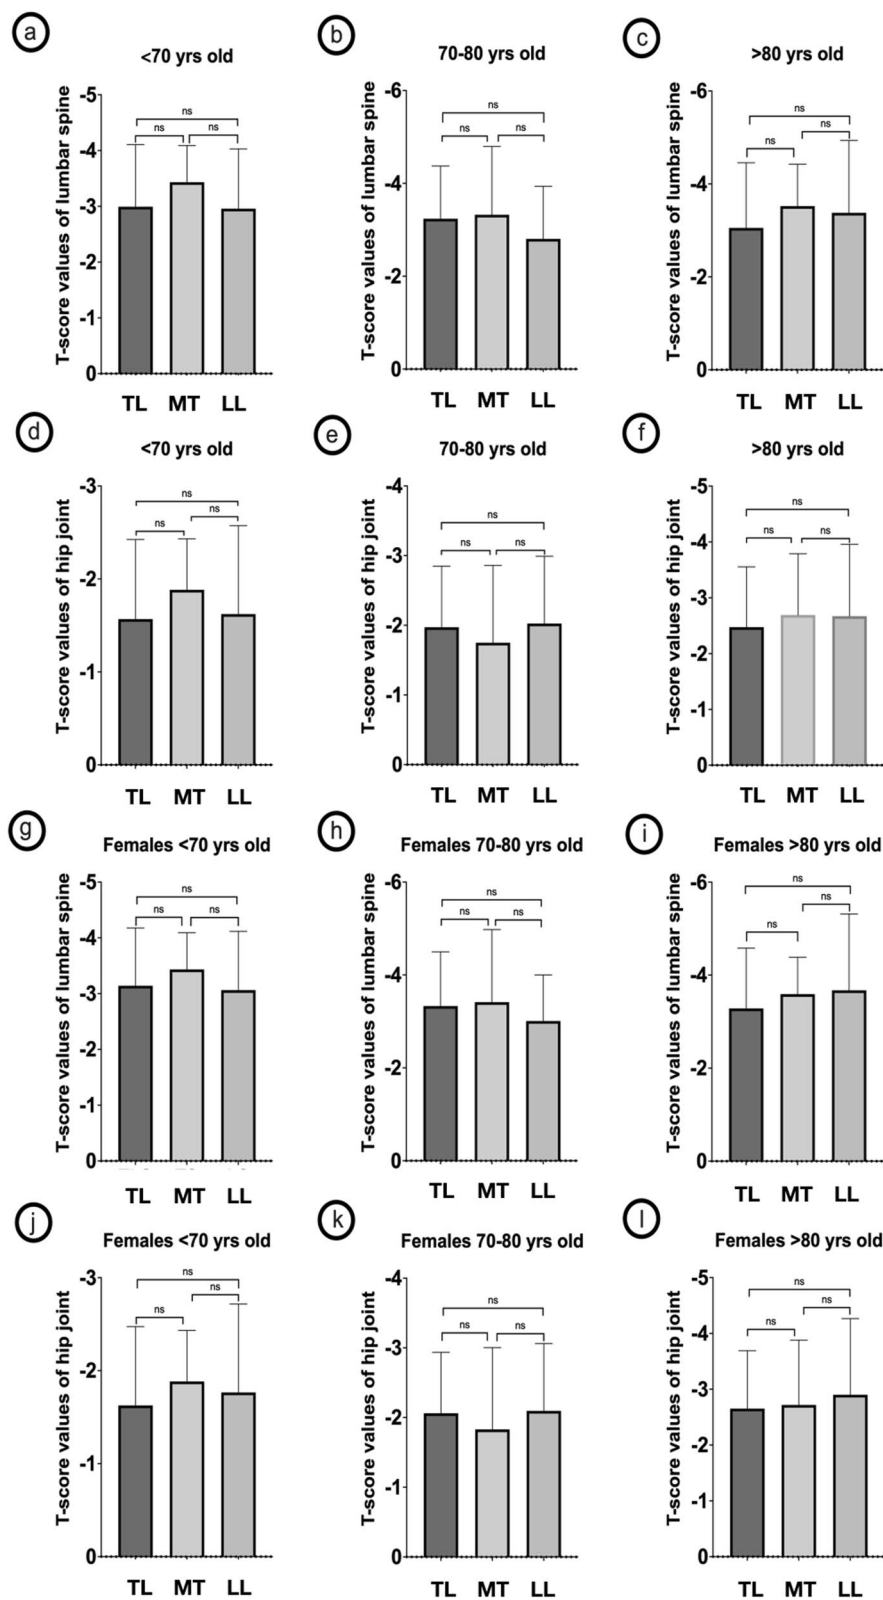 a
<70 yrs old
T-score values of lumbar spine
-5
-4
-3
-2
-1
0
ns
ns
ns
TL MT LL
b
70-80 yrs old
T-score values of lumbar spine
-6
-4
-2
0
ns
ns
ns
TL MT LL
c
>80 yrs old
T-score values of lumbar spine
-6
-4
-2
0
ns
ns
ns
TL MT LL
d
<70 yrs old
T-score values of hip joint
-3
-2
-1
0
ns
ns
ns
TL MT LL
e
70-80 yrs old
T-score values of hip joint
-4
-3
-2
-1
0
ns
ns
ns
TL MT LL
f
>80 yrs old
T-score values of hip joint
-5
-4
-3
-2
-1
0
ns
ns
ns
TL MT LL
g
Females <70 yrs old
T-score values of lumbar spine
-5
-4
-3
-2
-1
0
ns
ns
ns
TL MT LL
h
Females 70-80 yrs old
T-score values of lumbar spine
-6
-4
-2
0
ns
ns
ns
TL MT LL
i
Females >80 yrs old
T-score values of lumbar spine
-6
-4
-2
0
ns
ns
ns
TL MT LL
j
Females <70 yrs old
T-score values of hip joint
-3
-2
-1
0
ns
ns
ns
TL MT LL
k
Females 70-80 yrs old
T-score values of hip joint
-4
-3
-2
-1
0
ns
ns
ns
TL MT LL
l
Females >80 yrs old
T-score values of hip joint
-5
-4
-3
-2
-1
0
ns
ns
ns
TL MT LL